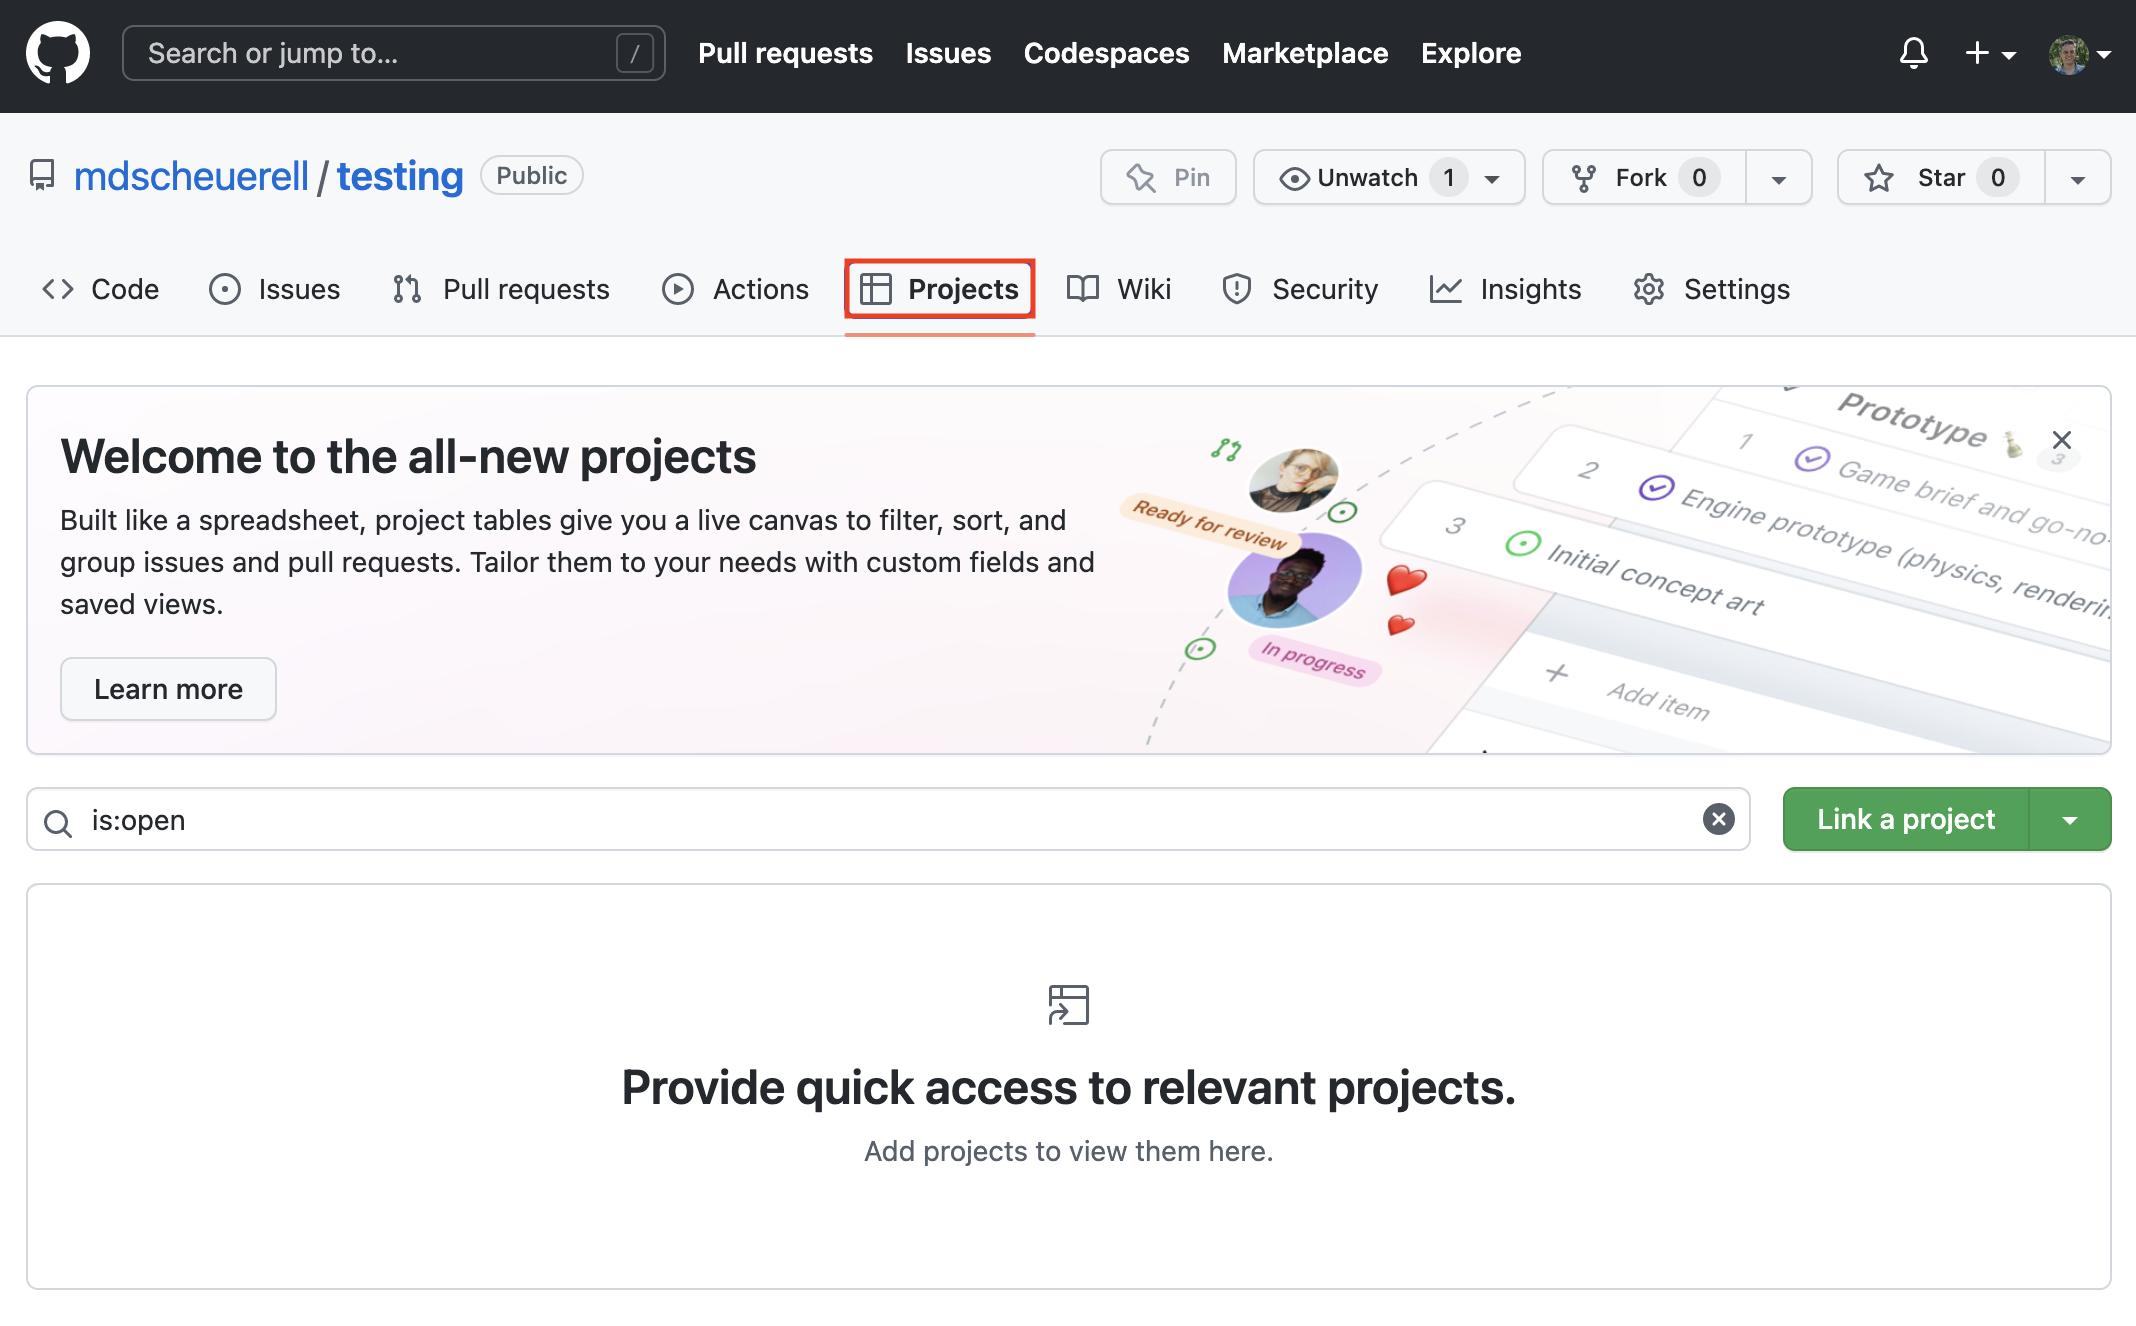 Search or jump to... /
Pull requests Issues Codespaces Marketplace Explore
mdscheuerell / testing Public
Pin
Unwatch 1
Fork 0
Star 0
Code Issues Pull requests Actions Projects Wiki Security Insights Settings
Welcome to the all-new projects
Built like a spreadsheet, project tables give you a live canvas to filter, sort, and
group issues and pull requests. Tailor them to your needs with custom fields and
saved views.
Learn more
Ready for review
In progress
Prototype
3
1 Game brief and go-no-
2 Engine prototype (physics,
3 Initial concept art
Add item
is:open
Link a project
Provide quick access to relevant projects.
Add projects to view them here.